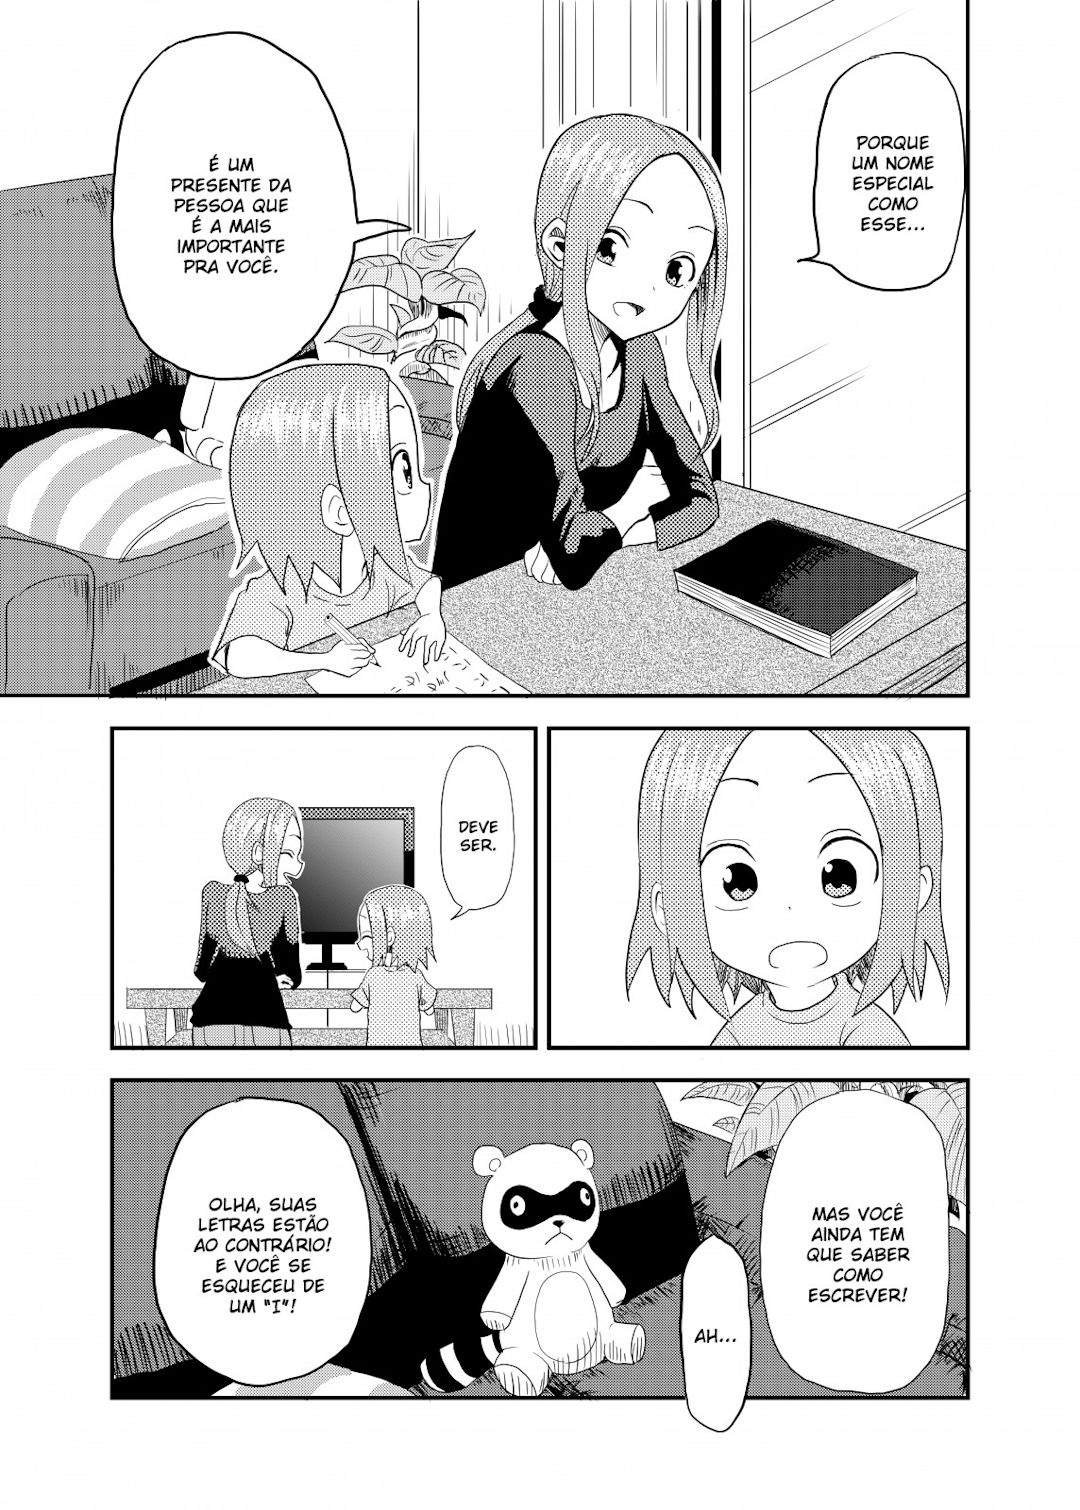 PORQUE
UM NOME
ESPECIAL
COMO
ESSE...
É UM
PRESENTE DA
PESSOA QUE
É A MAIS
IMPORTANTE
PRA VOCÊ.
DEVE
SER.
MAS VOCÊ
AINDA TEM
QUE SABER
COMO
ESCREVER!
AH...
OLHA, SUAS
LETRAS ESTÃO
AO CONTRÁRIO!
E VOCÊ SE
ESQUECEU DE
UM "I"!